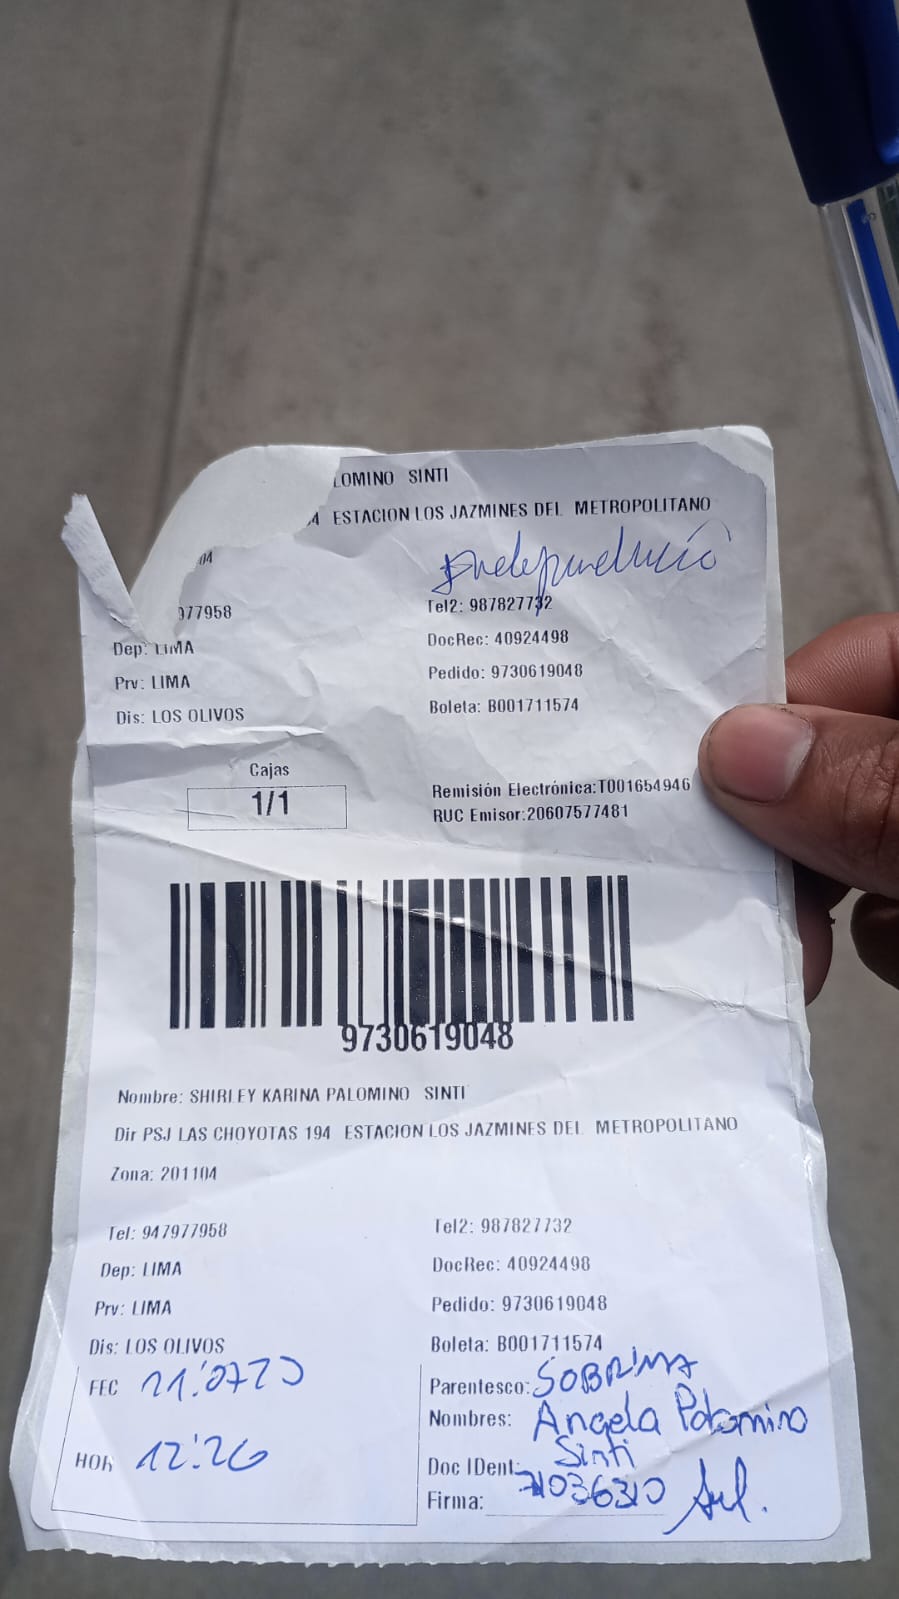 LOMINO SINTI
4 ESTACION LOS JAZMINES DEL METROPOLITANO
04
Independencia
977958 Tel2: 987827732
Dep: LIMA DocRec: 40924498
Prv: LIMA Pedido: 9730619048
Dis: LOS OLIVOS Boleta: B001711574
Cajas
1/1
Remisión Electrónica:T001654946
RUC Emisor:20607577481
9730619048
Nombre: SHIRLEY KARINA PALOMINO SINTI
Dir PSJ LAS CHOYOTAS 194 ESTACION LOS JAZMINES DEL METROPOLITANO
Zona: 201104
Tel: 947977958 Tel2: 987827732
Dep: LIMA DocRec: 40924498
Prv: LIMA Pedido: 9730619048
Dis: LOS OLIVOS Boleta: B001711574
FEC Parentesco: SOBRINA
Nombres: Angela Palomino
Sinti
HOR 12:26 Doc IDent: 71036310
Firma: